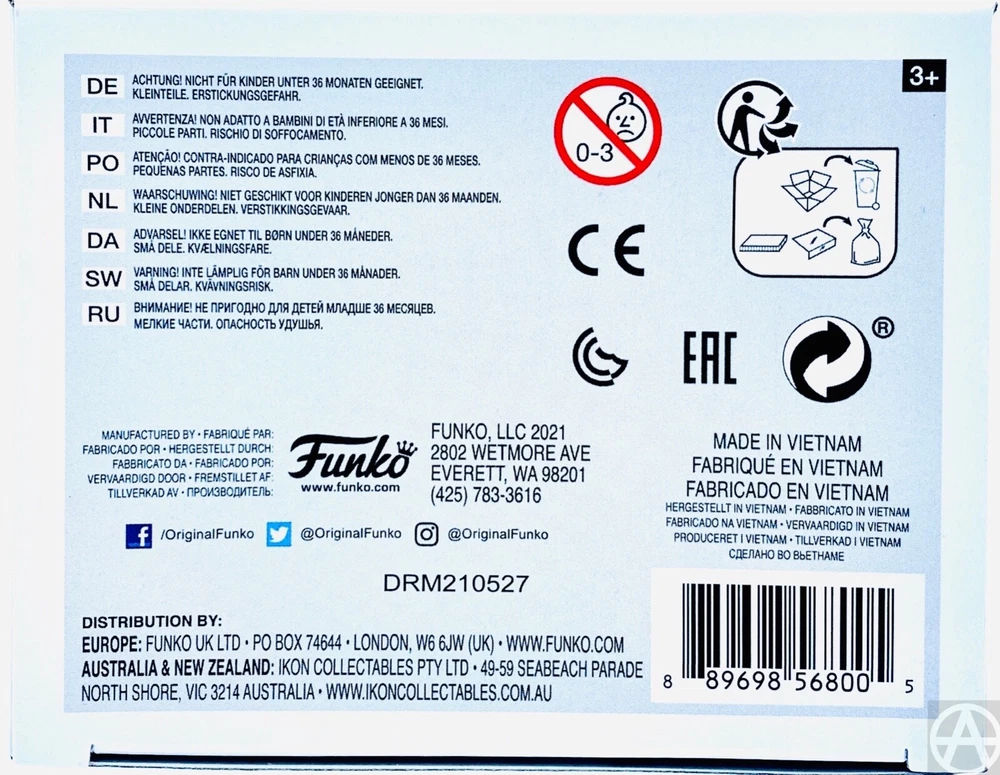 3+
DE ACHTUNG! NICHT FÜR KINDER UNTER 36 MONATEN GEEIGNET.
KLEINTEILE. ERSTICKUNGSGEFAHR.
IT AVVERTENZA! NON ADATTO A BAMBINI DI ETÀ INFERIORE A 36 MESI.
PICCOLE PARTI. RISCHIO DI SOFFOCAMENTO.
PO ATENÇÃO! CONTRA-INDICADO PARA CRIANÇAS COM MENOS DE 36 MESES.
PEQUENAS PARTES. RISCO DE ASFIXIA.
NL WAARSCHUWING! NIET GESCHIKT VOOR KINDEREN JONGER DAN 36 MAANDEN.
KLEINE ONDERDELEN. VERSTIKKINGSGEVAAR.
DA ADVARSEL! IKKE EGNET TIL BØRN UNDER 36 MÅNEDER.
SMÅ DELE. KVÆLNINGSFARE.
SW VARNING! INTE LÄMPLIG FÖR BARN UNDER 36 MÅNADER.
SMÅ DELAR. KVÄVNINGSRISK.
RU ВНИМАНИЕ! НЕ ПРИГОДНО ДЛЯ ДЕТЕЙ МЛАДШЕ 36 МЕСЯЦЕВ.
МЕЛКИЕ ЧАСТИ. ОПАСНОСТЬ УДУШЬЯ.
0-3
CE
EAC
®
MANUFACTURED BY • FABRIQUÉ PAR:
FABRICADO POR • HERGESTELLT DURCH:
FABBRICATO DA • FABRICADO POR:
VERVAARDIGD DOOR • FREMSTILLET AF:
TILLVERKAD AV • ПРОИЗВОДИТЕЛЬ:
Funko
www.funko.com
FUNKO, LLC 2021
2802 WETMORE AVE
EVERETT, WA 98201
(425) 783-3616
/OriginalFunko @OriginalFunko @OriginalFunko
DRM210527
MADE IN VIETNAM
FABRIQUÉ EN VIETNAM
FABRICADO EN VIETNAM
HERGESTELLT IN VIETNAM • FABBRICATO IN VIETNAM
FABRICADO NA VIETNAM • VERVAARDIGD IN VIETNAM
PRODUCERET I VIETNAM • TILLVERKAD I VIETNAM
СДЕЛАНО ВО ВЬЕТНАМЕ
DISTRIBUTION BY:
EUROPE: FUNKO UK LTD • PO BOX 74644 • LONDON, W6 6JW (UK) • WWW.FUNKO.COM
AUSTRALIA & NEW ZEALAND: IKON COLLECTABLES PTY LTD • 49-59 SEABEACH PARADE
NORTH SHORE, VIC 3214 AUSTRALIA • WWW.IKONCOLLECTABLES.COM.AU
8 89698 56800 5